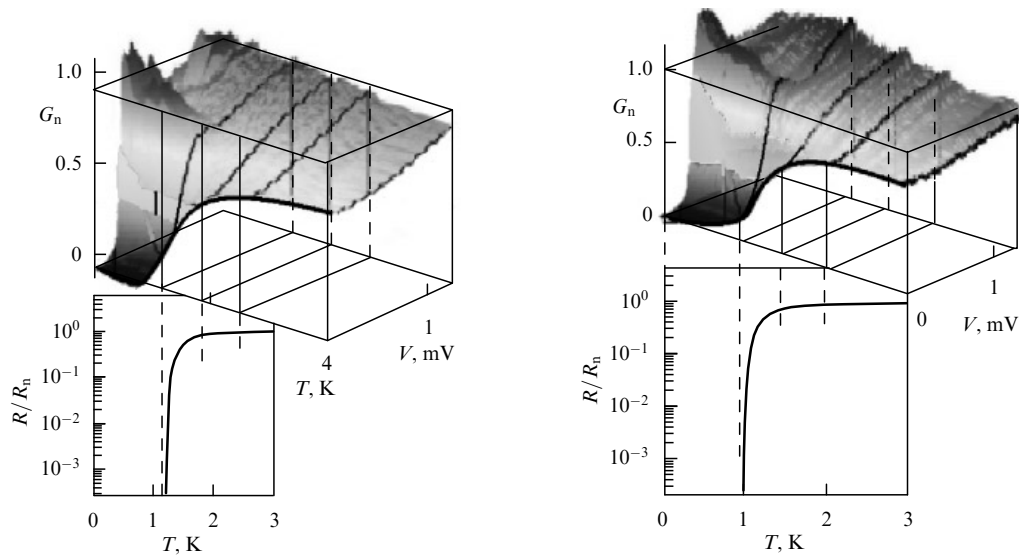 1.0
G_n
0.5
0
1
V, mV
4
T, K
10^0
10^{-1}
R/R_n
10^{-2}
10^{-3}
0 1 2 3
T, K
1.0
G_n
0.5
0
1
0 V, mV
10^0
10^{-1}
R/R_n
10^{-2}
10^{-3}
0 1 2 3
T, K